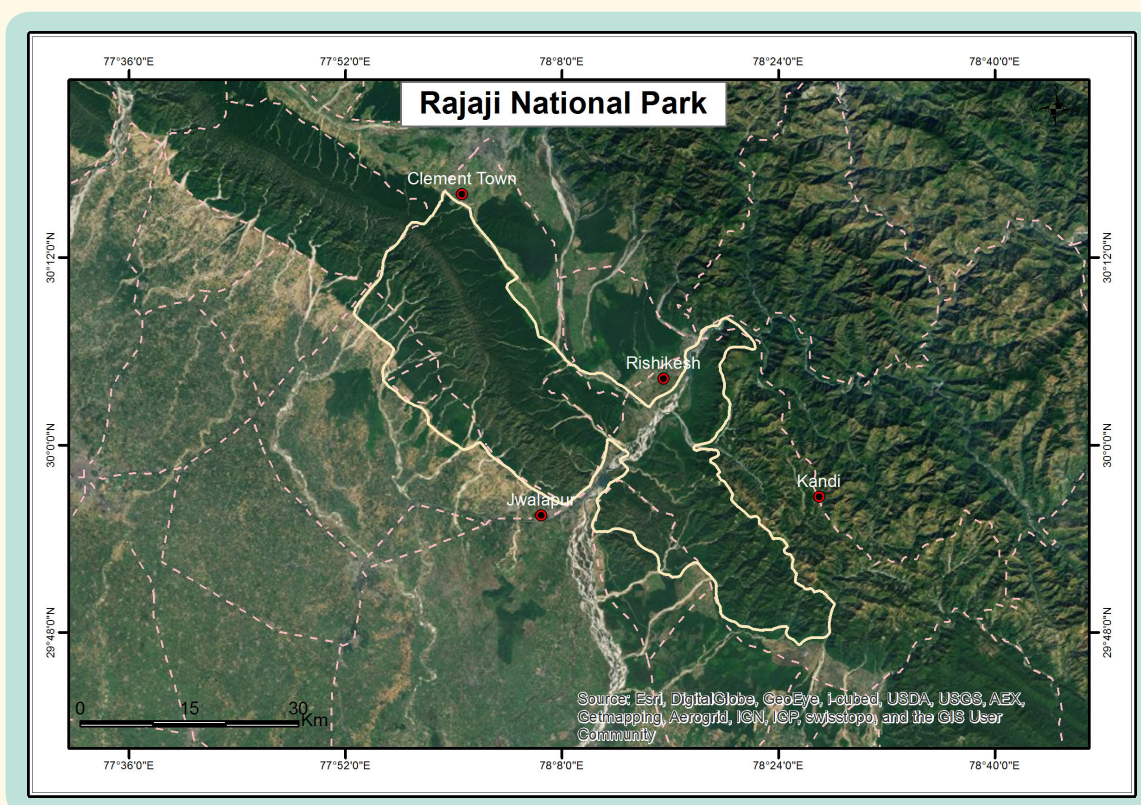 77°36'0"E 77°52'0"E 78°8'0"E 78°24'0"E 78°40'0"E
Rajaji National Park
Clement Town
30°12'0"N 30°12'0"N
Rishikesh
30°0'0"N 30°0'0"N
Kandi
Jwalapur
29°48'0"N 29°48'0"N
0 15 30
Km
Source: Esri, DigitalGlobe, GeoEye, i-cubed, USDA, USGS, AEX,
Getmapping, Aerogrid, IGN, IGP, swisstopo, and the GIS User
Community
77°36'0"E 77°52'0"E 78°8'0"E 78°24'0"E 78°40'0"E